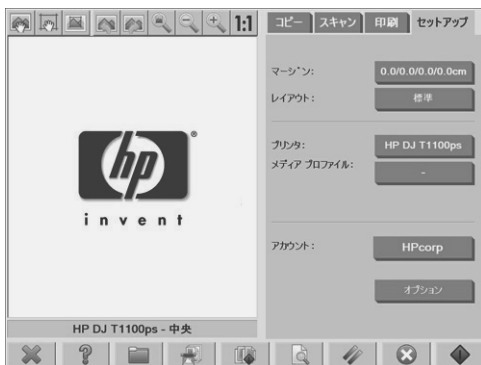 1:1
コピー スキャン 印刷 セットアップ
マージン: 0.0/0.0/0.0/0.0cm
レイアウト: 標準
プリンタ: HP DJ T1100ps
メディア プロファイル: -
アカウント: HPcorp
オプション
hp
®
invent
HP DJ T1100ps - 中央
?